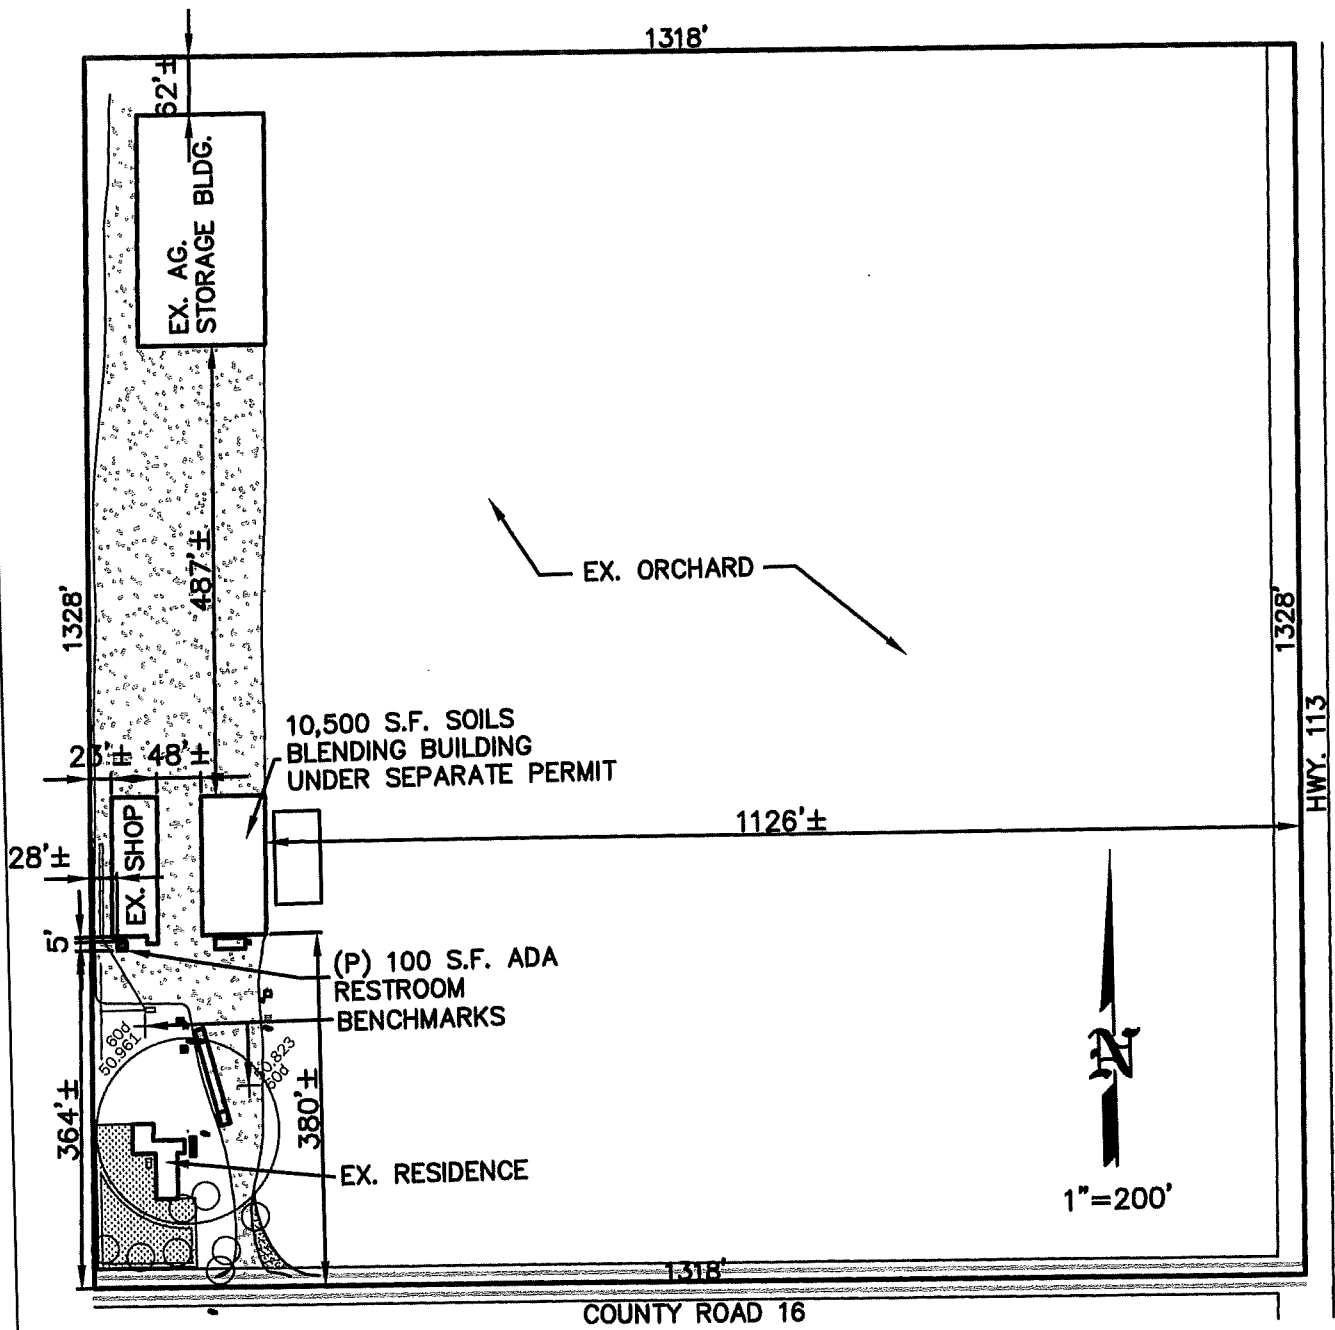 1318'
62'±
EX. AG.
STORAGE BLDG.
487'±
EX. ORCHARD
1328'
1328'
HWY. 113
10,500 S.F. SOILS
BLENDING BUILDING
UNDER SEPARATE PERMIT
23'±
48'±
1126'±
28'±
EX. SHOP
5'
(P) 100 S.F. ADA
RESTROOM
BENCHMARKS
60d
50.961
50.823
60d
364'±
380'±
EX. RESIDENCE
N
1"=200'
1318'
COUNTY ROAD 16